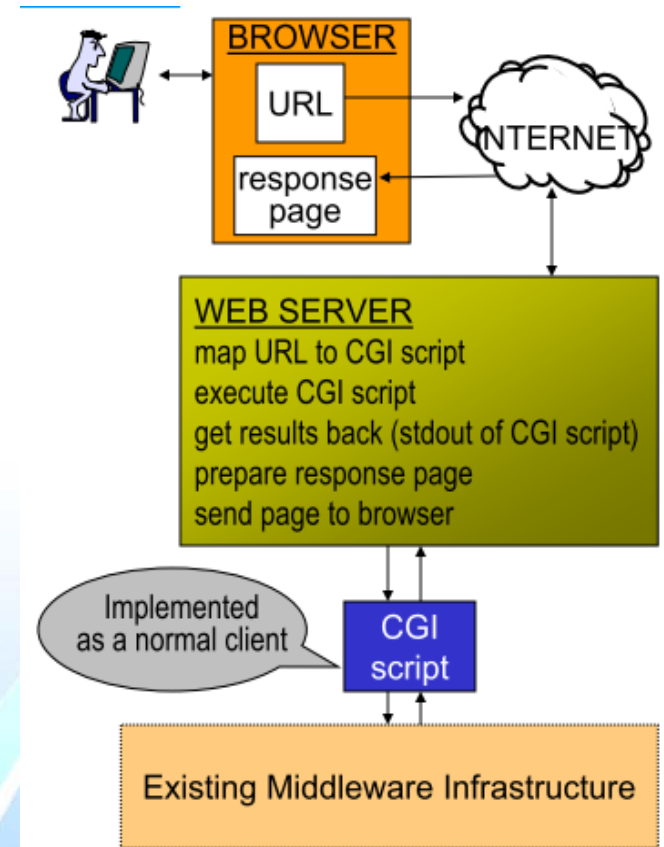 BROWSER
URL
response
page
INTERNET
WEB SERVER
map URL to CGI script
execute CGI script
get results back (stdout of CGI script)
prepare response page
send page to browser
Implemented
as a normal client
CGI
script
Existing Middleware Infrastructure